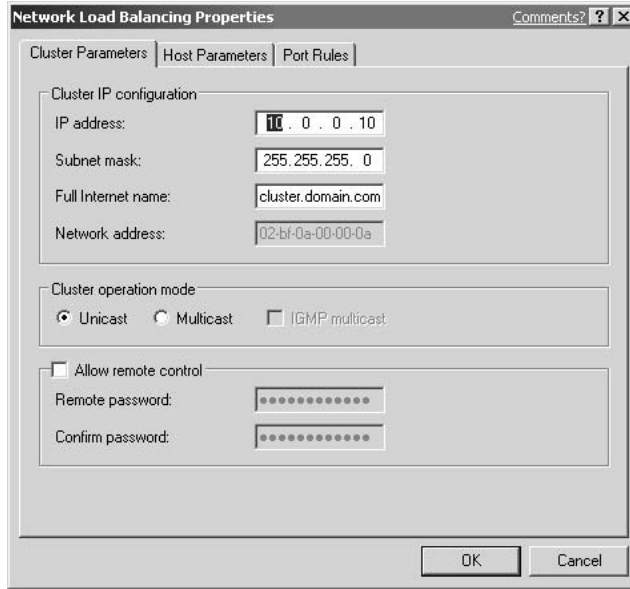 Network Load Balancing Properties Comments? ? X
Cluster Parameters Host Parameters Port Rules
Cluster IP configuration
IP address: 10 . 0 . 0 . 10
Subnet mask: 255.255.255. 0
Full Internet name: cluster.domain.com
Network address: 02-bf-0a-00-00-0a
Cluster operation mode
Unicast Multicast IGMP multicast
Allow remote control
Remote password: ●●●●●●●●●●●●
Confirm password: ●●●●●●●●●●●●
OK Cancel